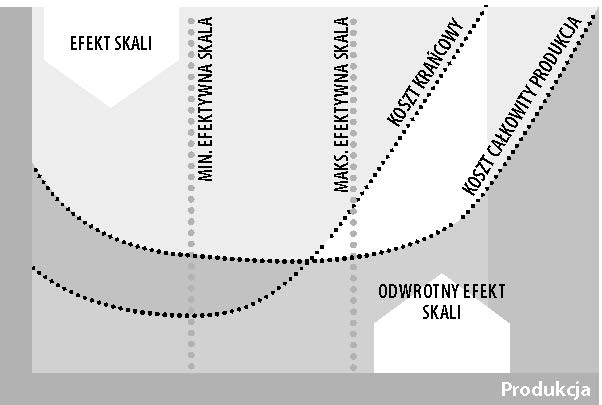 EFEKT SKALI
MIN. EFEKTYWNA SKALA
MAKS. EFEKTYWNA SKALA
KOSZT KRAŃCOWY
KOSZT CAŁKOWITY PRODUKCJA
ODWROTNY EFEKT
SKALI
Produkcja